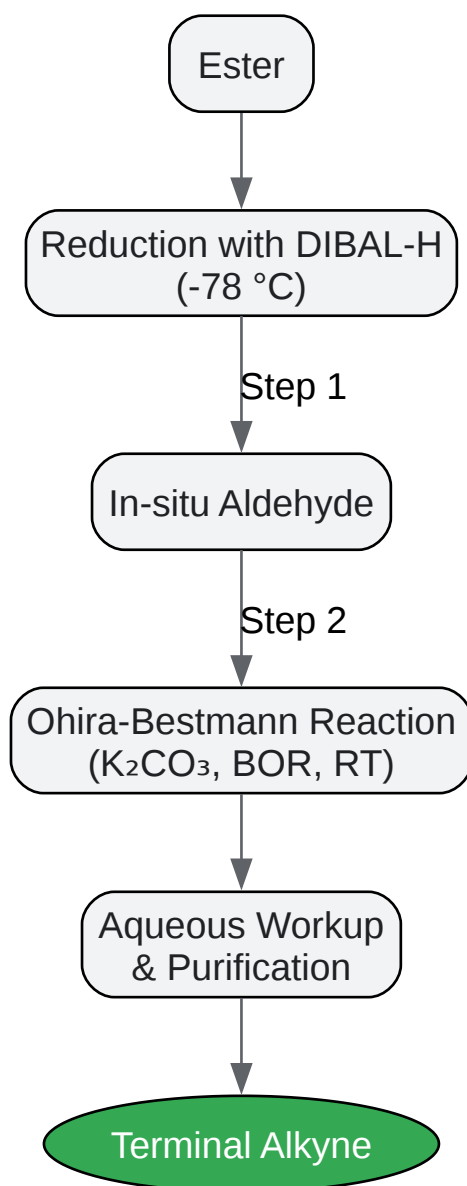 Ester
Reduction with DIBAL-H
(-78 °C)
Step 1
In-situ Aldehyde
Step 2
Ohira-Bestmann Reaction
(K₂CO₃, BOR, RT)
Aqueous Workup
& Purification
Terminal Alkyne